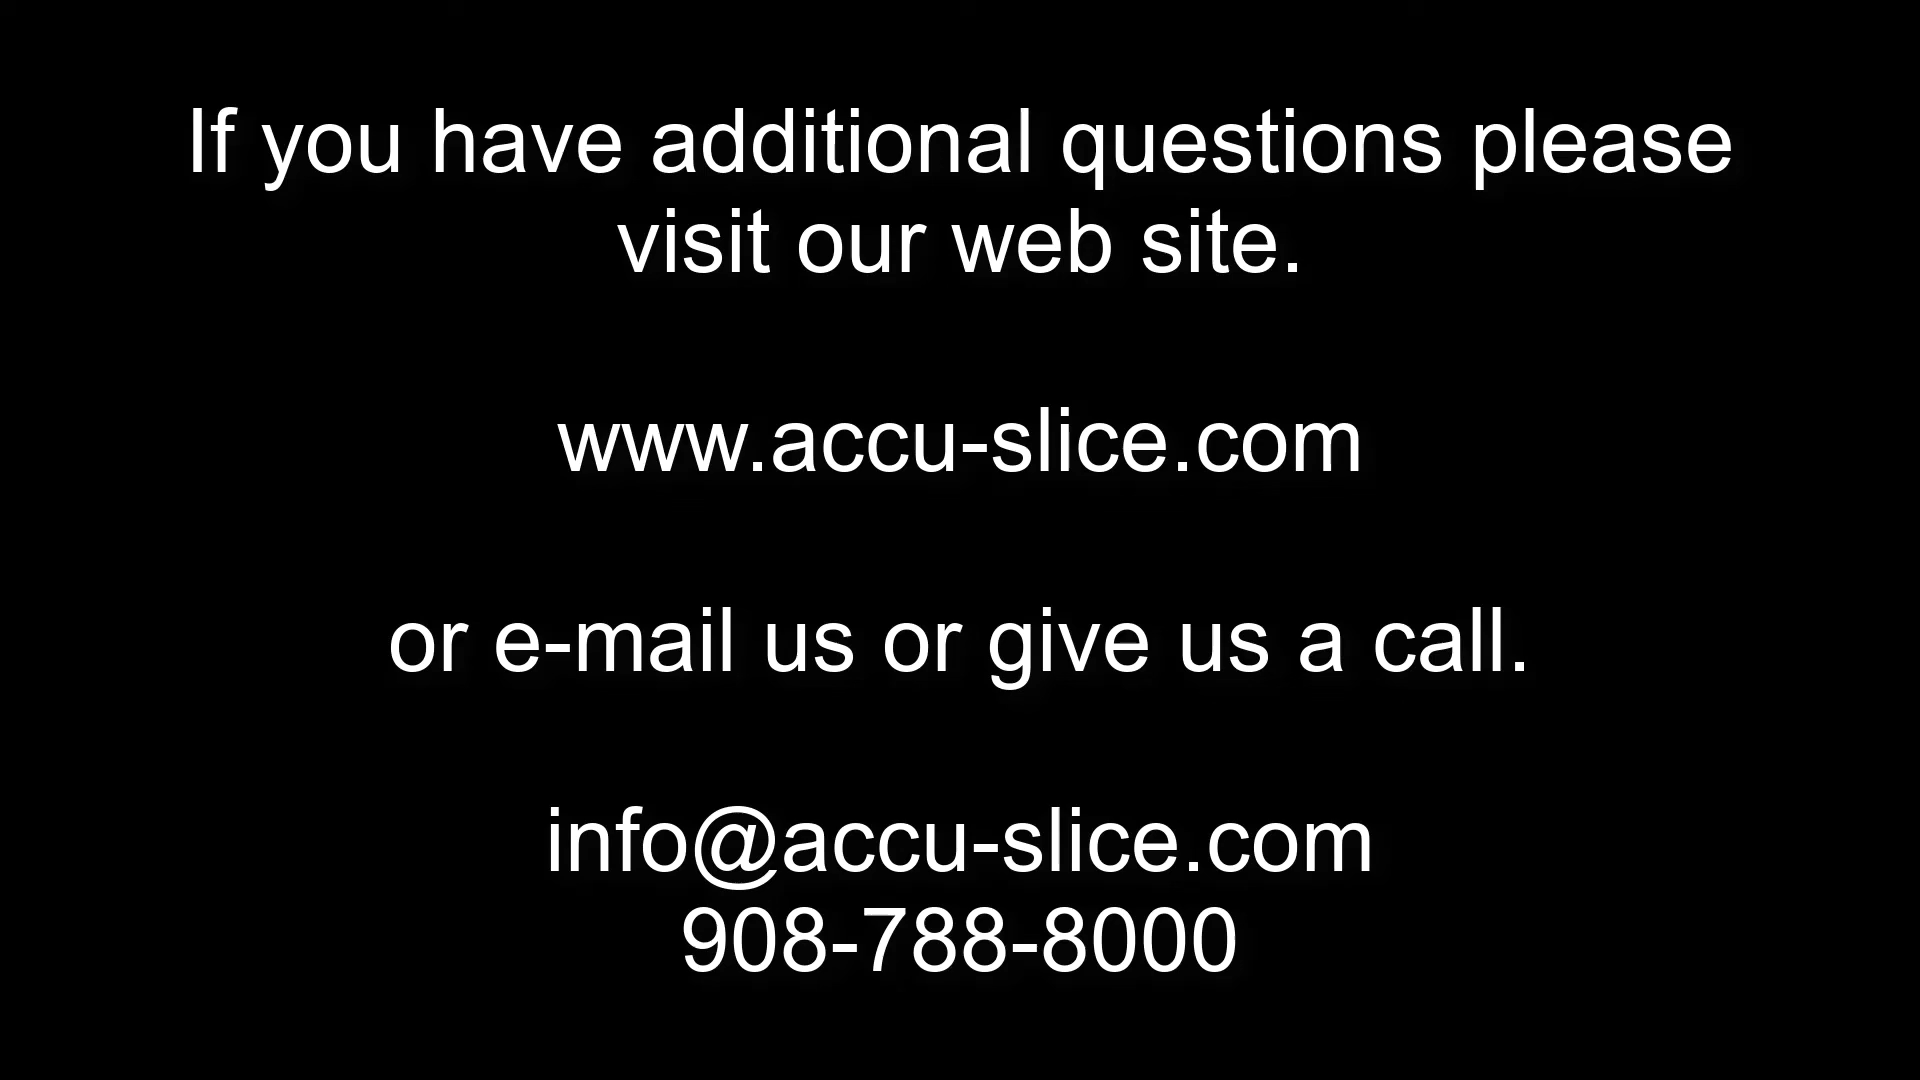 If you have additional questions please
visit our web site.
www.accu-slice.com
or e-mail us or give us a call.
info@accu-slice.com
908-788-8000